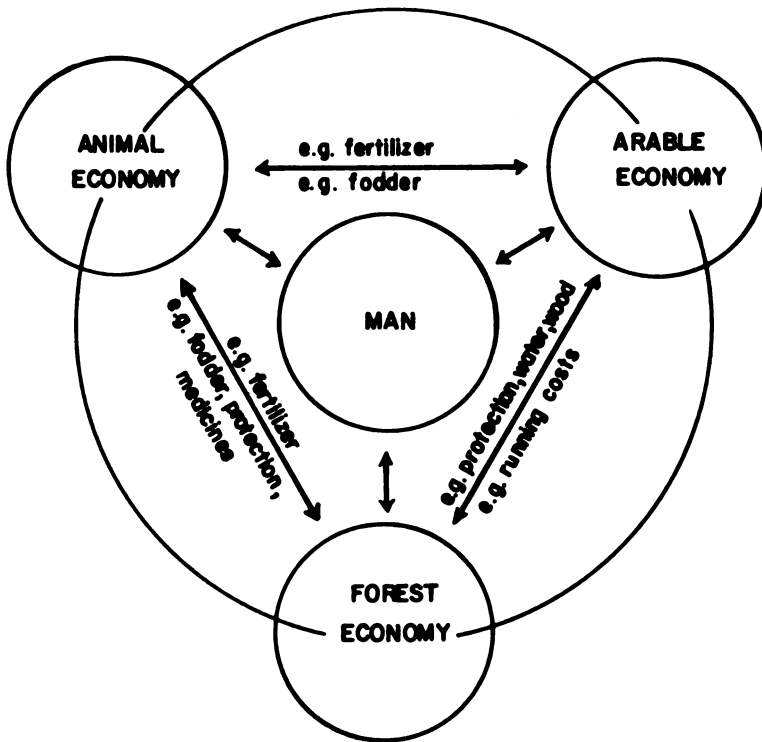 ANIMAL
ECONOMY
e.g. fertilizer
e.g. fodder
ARABLE
ECONOMY
MAN
e.g. fertilizer
e.g. fodder, protection,
medicines
e.g. protection, water, wood
e.g. running costs
FOREST
ECONOMY